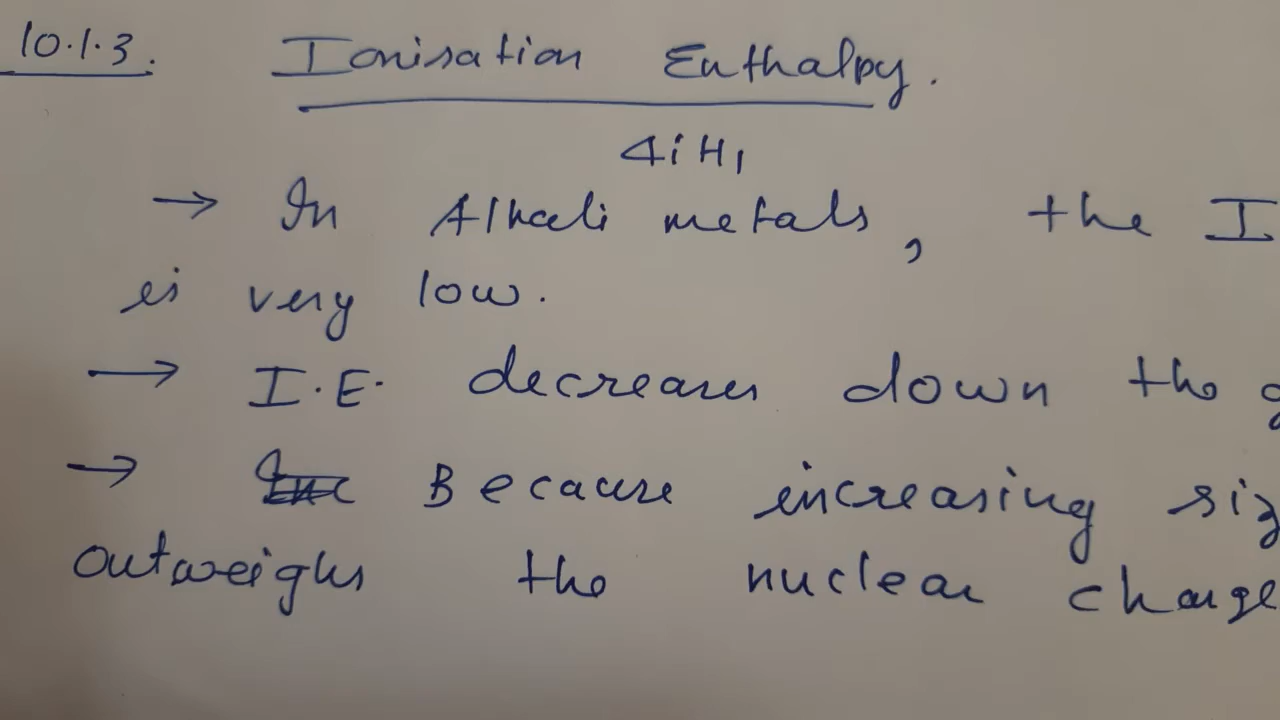 10.1.3. Ionisation Enthalpy.
ΔiH1
→ In Alkali metals, the I
is very low.
→ I.E. decreases down the g
→ Because increasing siz
outweighs the nuclear charge